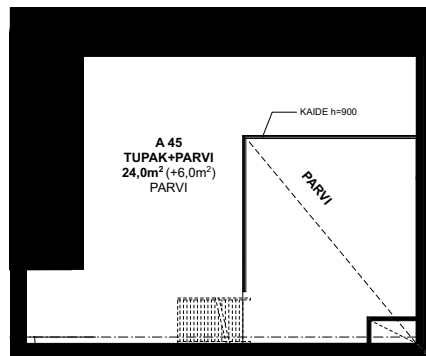 KAIDE h=900
A 45
TUPAK+PARVI
24,0m² (+6,0m²)
PARVI
PARVI